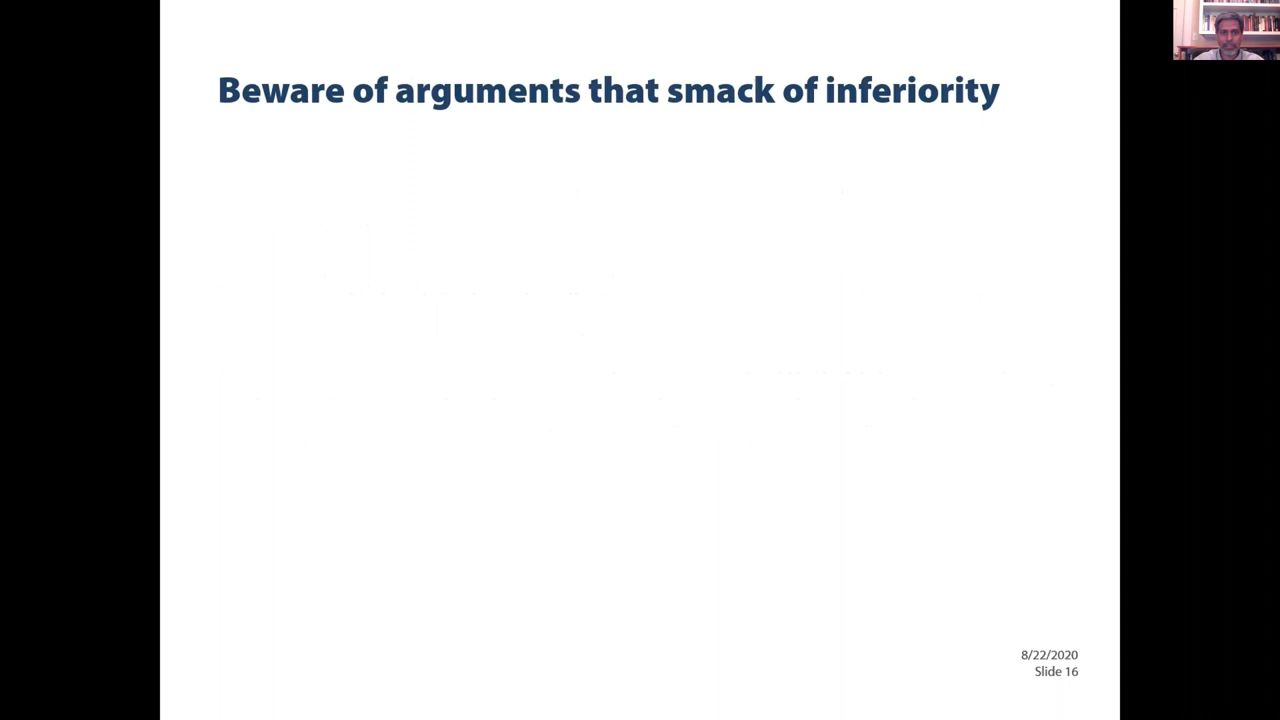 Beware of arguments that smack of inferiority
8/22/2020
Slide 16